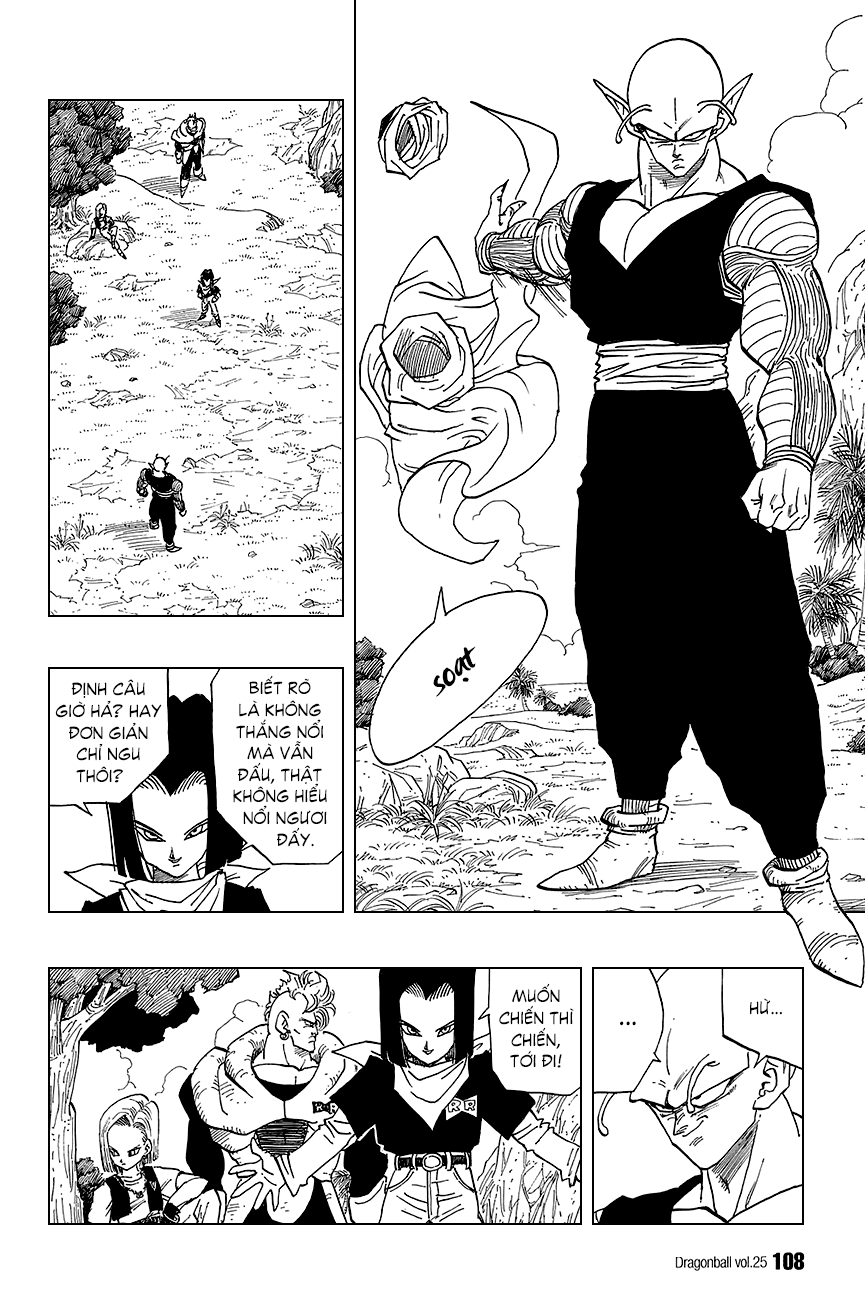 soạt
BIẾT RÕ
LÀ KHÔNG
THẮNG NỔI
MÀ VẪN
ĐẤU, THẬT
KHÔNG HIỂU
NỔI NGƯƠI
ĐẤY.
ĐỊNH CÂU
GIỜ HẢ? HAY
ĐƠN GIẢN
CHỈ NGU
THÔI?
HỪ...
...
MUỐN
CHIẾN THÌ
CHIẾN,
TỚI ĐI!
RR
RR
Dragonball vol.25 108